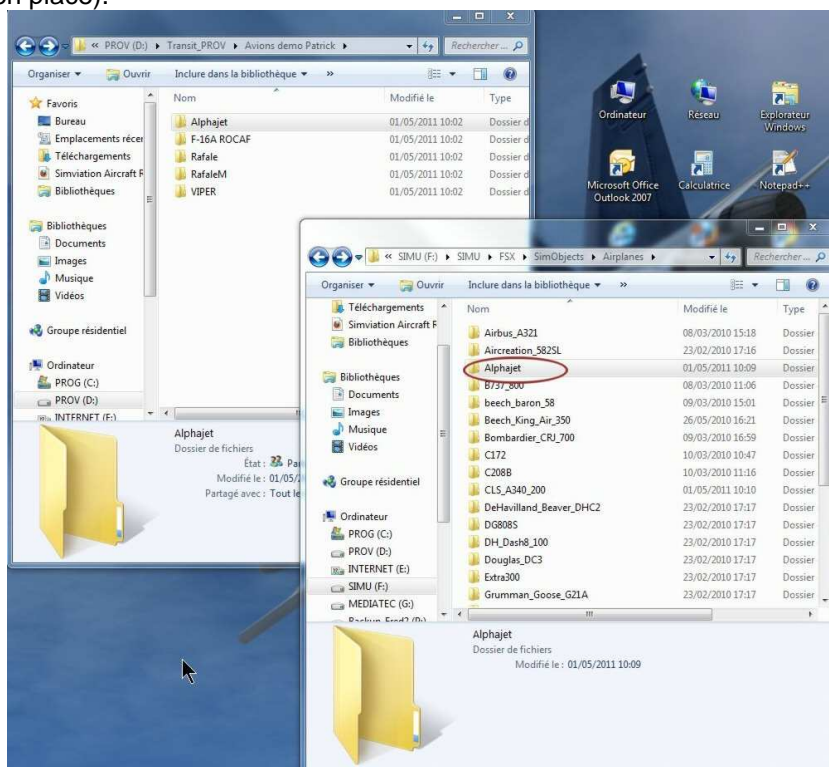 on place).
« PROV (D:) ▸ Transit_PROV ▸ Avions demo Patrick ▸
Rechercher ...
Organiser
Ouvrir
Inclure dans la bibliothèque
»
Favoris
Bureau
Emplacements récen
Téléchargements
Simviation Aircraft F
Bibliothèques
Bibliothèques
Documents
Images
Musique
Vidéos
Groupe résidentiel
Ordinateur
PROG (C:)
PROV (D:)
INTERNET (E:)
Nom Modifié le Type
Alphajet 01/05/2011 10:02 Dossier d
F-16A ROCAF 01/05/2011 10:02 Dossier d
Rafale 01/05/2011 10:02 Dossier d
RafaleM 01/05/2011 10:02 Dossier d
VIPER 01/05/2011 10:02 Dossier d
Alphajet
Dossier de fichiers
État : Pa
Modifié le : 01/05/2
Partagé avec : Tout le
Ordinateur
Réseau
Explorateur
Windows
Microsoft Office
Outlook 2007
Calculatrice
Notepad++
« SIMU (F:) ▸ SIMU ▸ FSX ▸ SimObjects ▸ Airplanes ▸
Rechercher ...
Organiser
Ouvrir
Inclure dans la bibliothèque
»
Téléchargements
Simviation Aircraft F
Bibliothèques
Bibliothèques
Documents
Images
Musique
Vidéos
Groupe résidentiel
Ordinateur
PROG (C:)
PROV (D:)
INTERNET (E:)
SIMU (F:)
MEDIATEC (G:)
Nom Modifié le Type
Airbus_A321 08/03/2010 15:18 Dossier
Aircreation_582SL 23/02/2010 17:16 Dossier
Alphajet 01/05/2011 10:09 Dossier
B737_800 08/03/2010 11:06 Dossier
beech_baron_58 09/03/2010 15:01 Dossier
Beech_King_Air_350 26/05/2010 16:21 Dossier
Bombardier_CRJ_700 09/03/2010 16:59 Dossier
C172 10/03/2010 10:47 Dossier
C208B 10/03/2010 11:16 Dossier
CLS_A340_200 01/05/2011 10:10 Dossier
DeHavilland_Beaver_DHC2 23/02/2010 17:17 Dossier
DG808S 23/02/2010 17:17 Dossier
DH_Dash8_100 23/02/2010 17:17 Dossier
Douglas_DC3 23/02/2010 17:17 Dossier
Extra300 23/02/2010 17:17 Dossier
Grumman_Goose_G21A 23/02/2010 17:17 Dossier
Alphajet
Dossier de fichiers
Modifié le : 01/05/2011 10:09